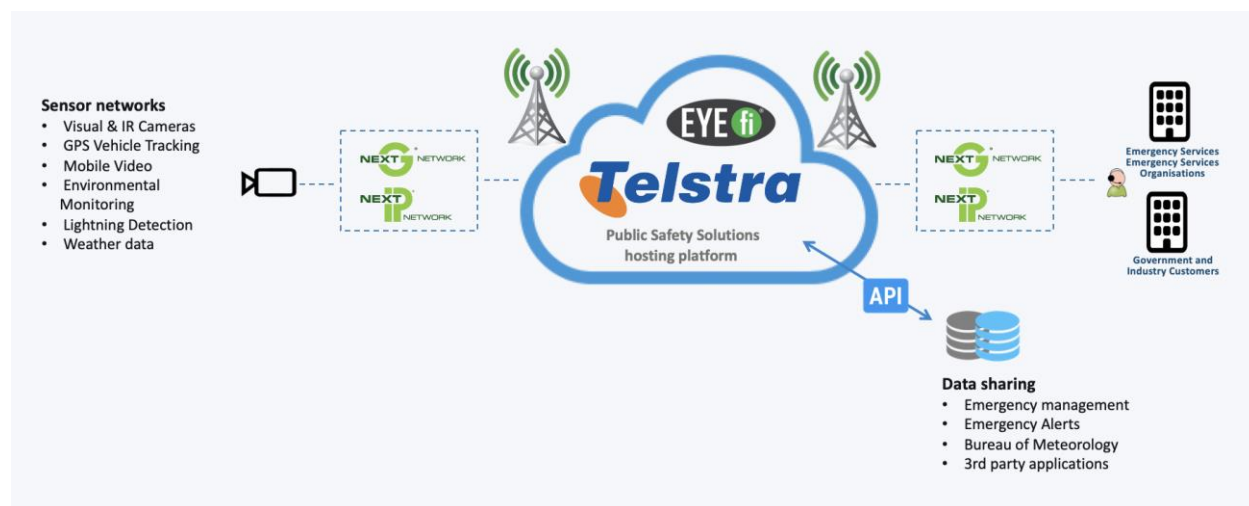 Sensor networks
• Visual & IR Cameras
• GPS Vehicle Tracking
• Mobile Video
• Environmental
Monitoring
• Lightning Detection
• Weather data
NEXT G NETWORK
NEXT IP NETWORK
EYE fi
Telstra
Public Safety Solutions
hosting platform
NEXT G NETWORK
NEXT IP NETWORK
Emergency Services
Emergency Services
Organisations
Government and
Industry Customers
API
Data sharing
• Emergency management
• Emergency Alerts
• Bureau of Meteorology
• 3rd party applications